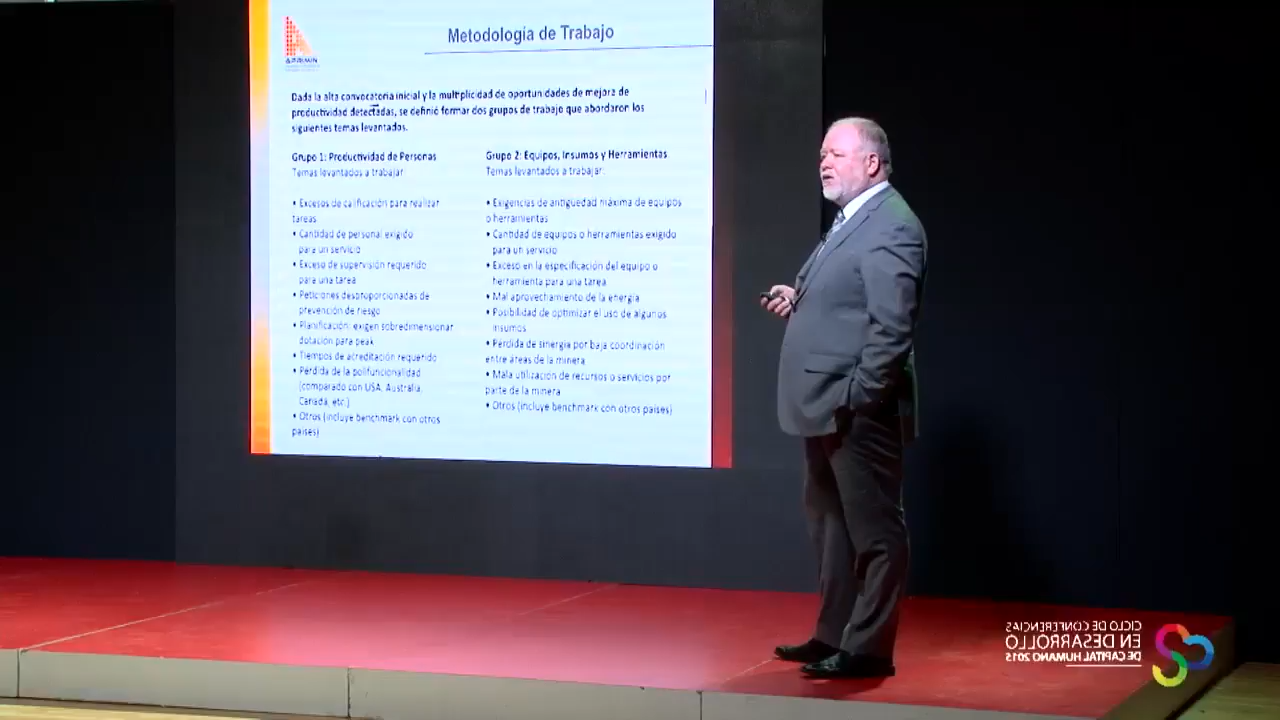 APRIMIN
Metodología de Trabajo
Dada la alta convocatoria inicial y la multiplicidad de oportunidades de mejora de
productividad detectadas, se definió formar dos grupos de trabajo que abordaron los
siguientes temas levantados.
Grupo 1: Productividad de Personas
Temas levantados a trabajar
• Excesos de calificación para realizar
tareas
• Cantidad de personal exigido
para un servicio
• Exceso de supervisión requerido
para una tarea
• Peticiones desproporcionadas de
prevención de riesgo
• Planificación: exigen sobredimensionar
dotación para peak
• Tiempos de acreditación requerido
• Pérdida de la polifuncionalidad
(comparado con USA, Australia,
Canada, etc.)
• Otros (incluye benchmark con otros
países)
Grupo 2: Equipos, Insumos y Herramientas
Temas levantados a trabajar:
• Exigencias de antigüedad máxima de equipos
o herramientas
• Cantidad de equipos o herramientas exigido
para un servicio
• Exceso en la especificación del equipo o
herramienta para una tarea
• Mal aprovechamiento de la energía
• Posibilidad de optimizar el uso de algunos
insumos
• Pérdida de sinergia por baja coordinación
entre áreas de la minera
• Mala utilización de recursos o servicios por
parte de la minera
• Otros (incluye benchmark con otros países)
CICLO DE CONFERENCIAS
EN DESARROLLO
DE CAPITAL HUMANO 2015